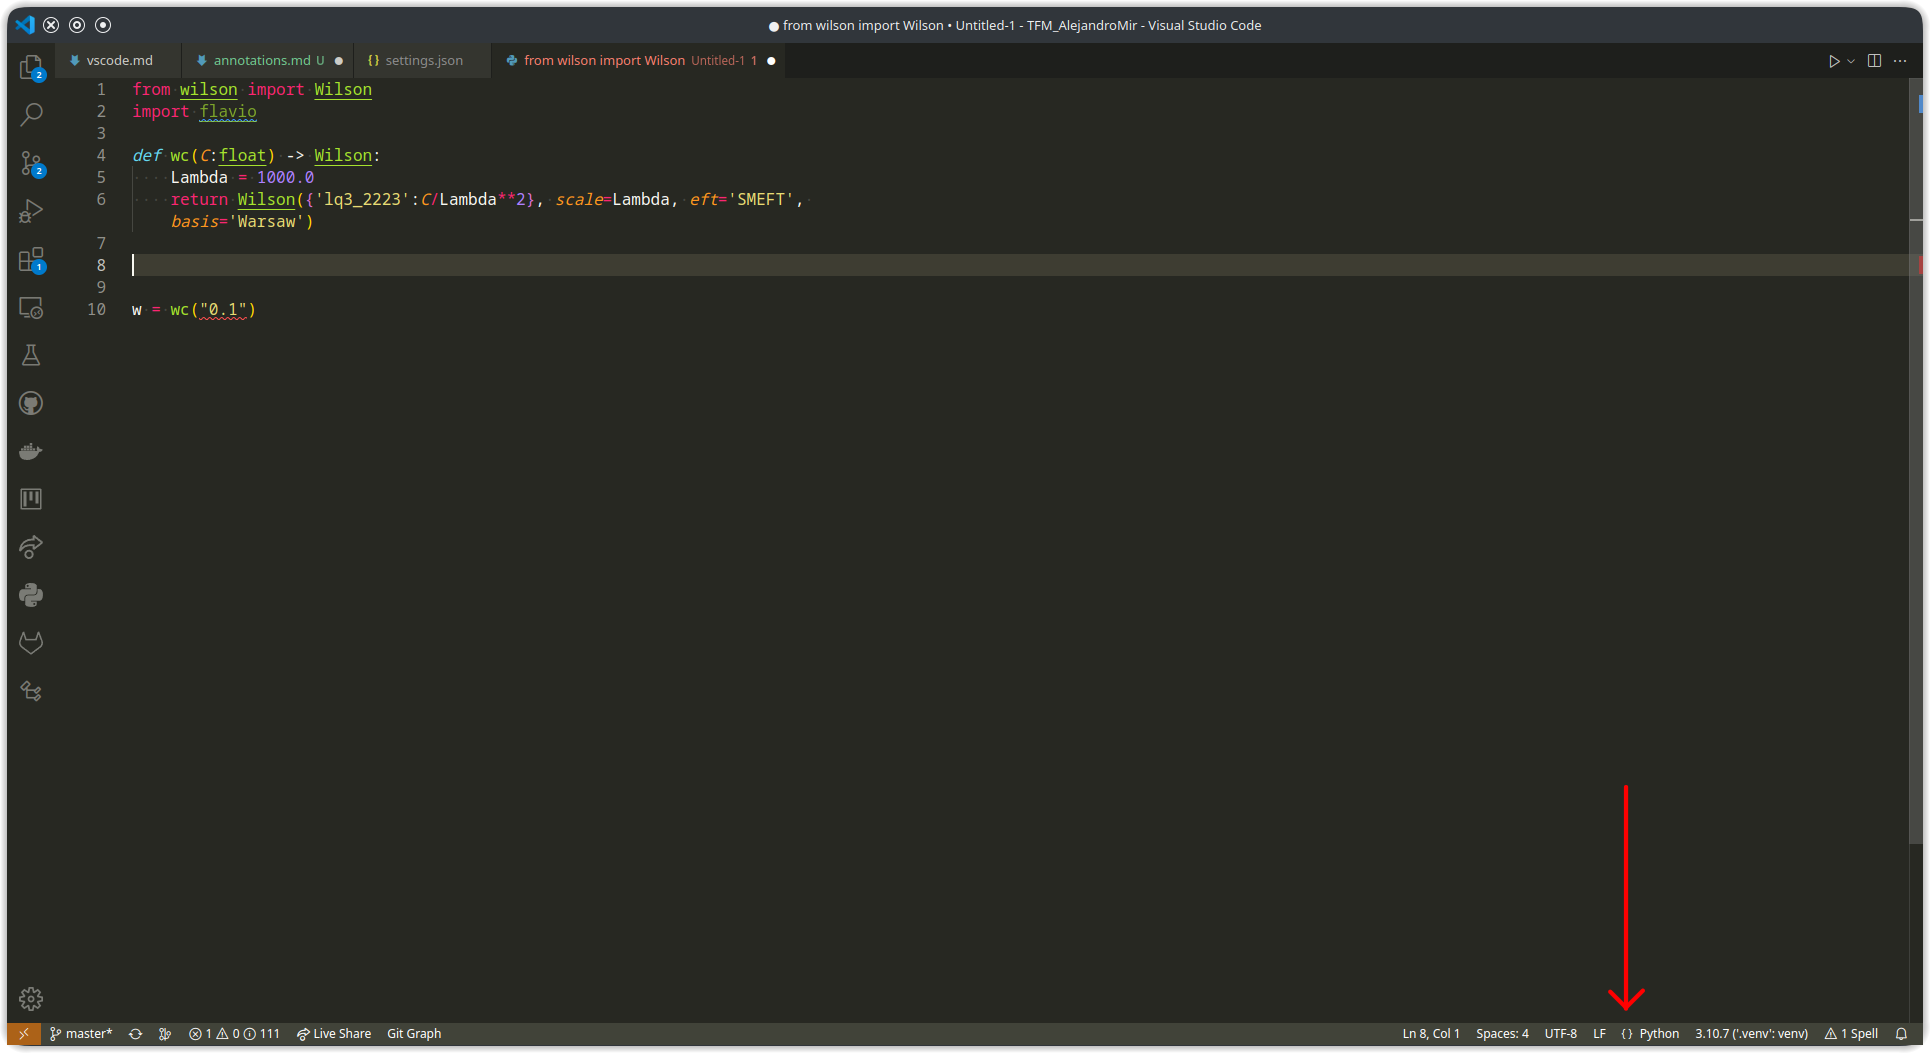 from wilson import Wilson • Untitled-1 - TFM_AlejandroMir - Visual Studio Code
vscode.md
annotations.md U
{} settings.json
from wilson import Wilson Untitled-1 1
1 from wilson import Wilson
2 import flavio
3
4 def wc(C:float) -> Wilson:
5 Lambda = 1000.0
6 return Wilson({'lq3_2223':C/Lambda**2}, scale=Lambda, eft='SMEFT',
basis='Warsaw')
7
8
9
10 w = wc("0.1")
2
2
1
master* 1 0 111 Live Share Git Graph
Ln 8, Col 1 Spaces: 4 UTF-8 LF {} Python 3.10.7 ('.venv': venv) 1 Spell